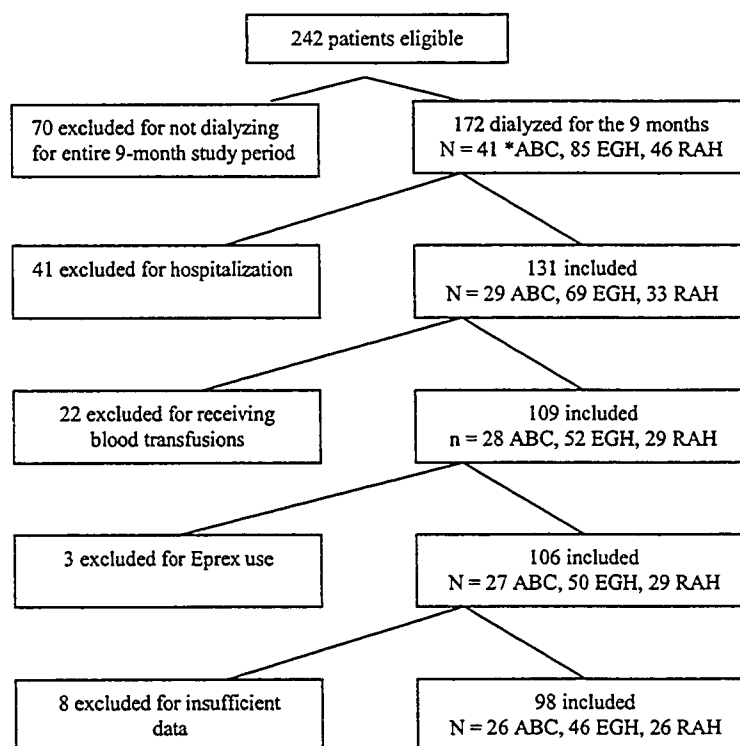 242 patients eligible
70 excluded for not dialyzing
for entire 9-month study period
172 dialyzed for the 9 months
N = 41 *ABC, 85 EGH, 46 RAH
41 excluded for hospitalization
131 included
N = 29 ABC, 69 EGH, 33 RAH
22 excluded for receiving
blood transfusions
109 included
n = 28 ABC, 52 EGH, 29 RAH
3 excluded for Eprex use
106 included
N = 27 ABC, 50 EGH, 29 RAH
8 excluded for insufficient
data
98 included
N = 26 ABC, 46 EGH, 26 RAH